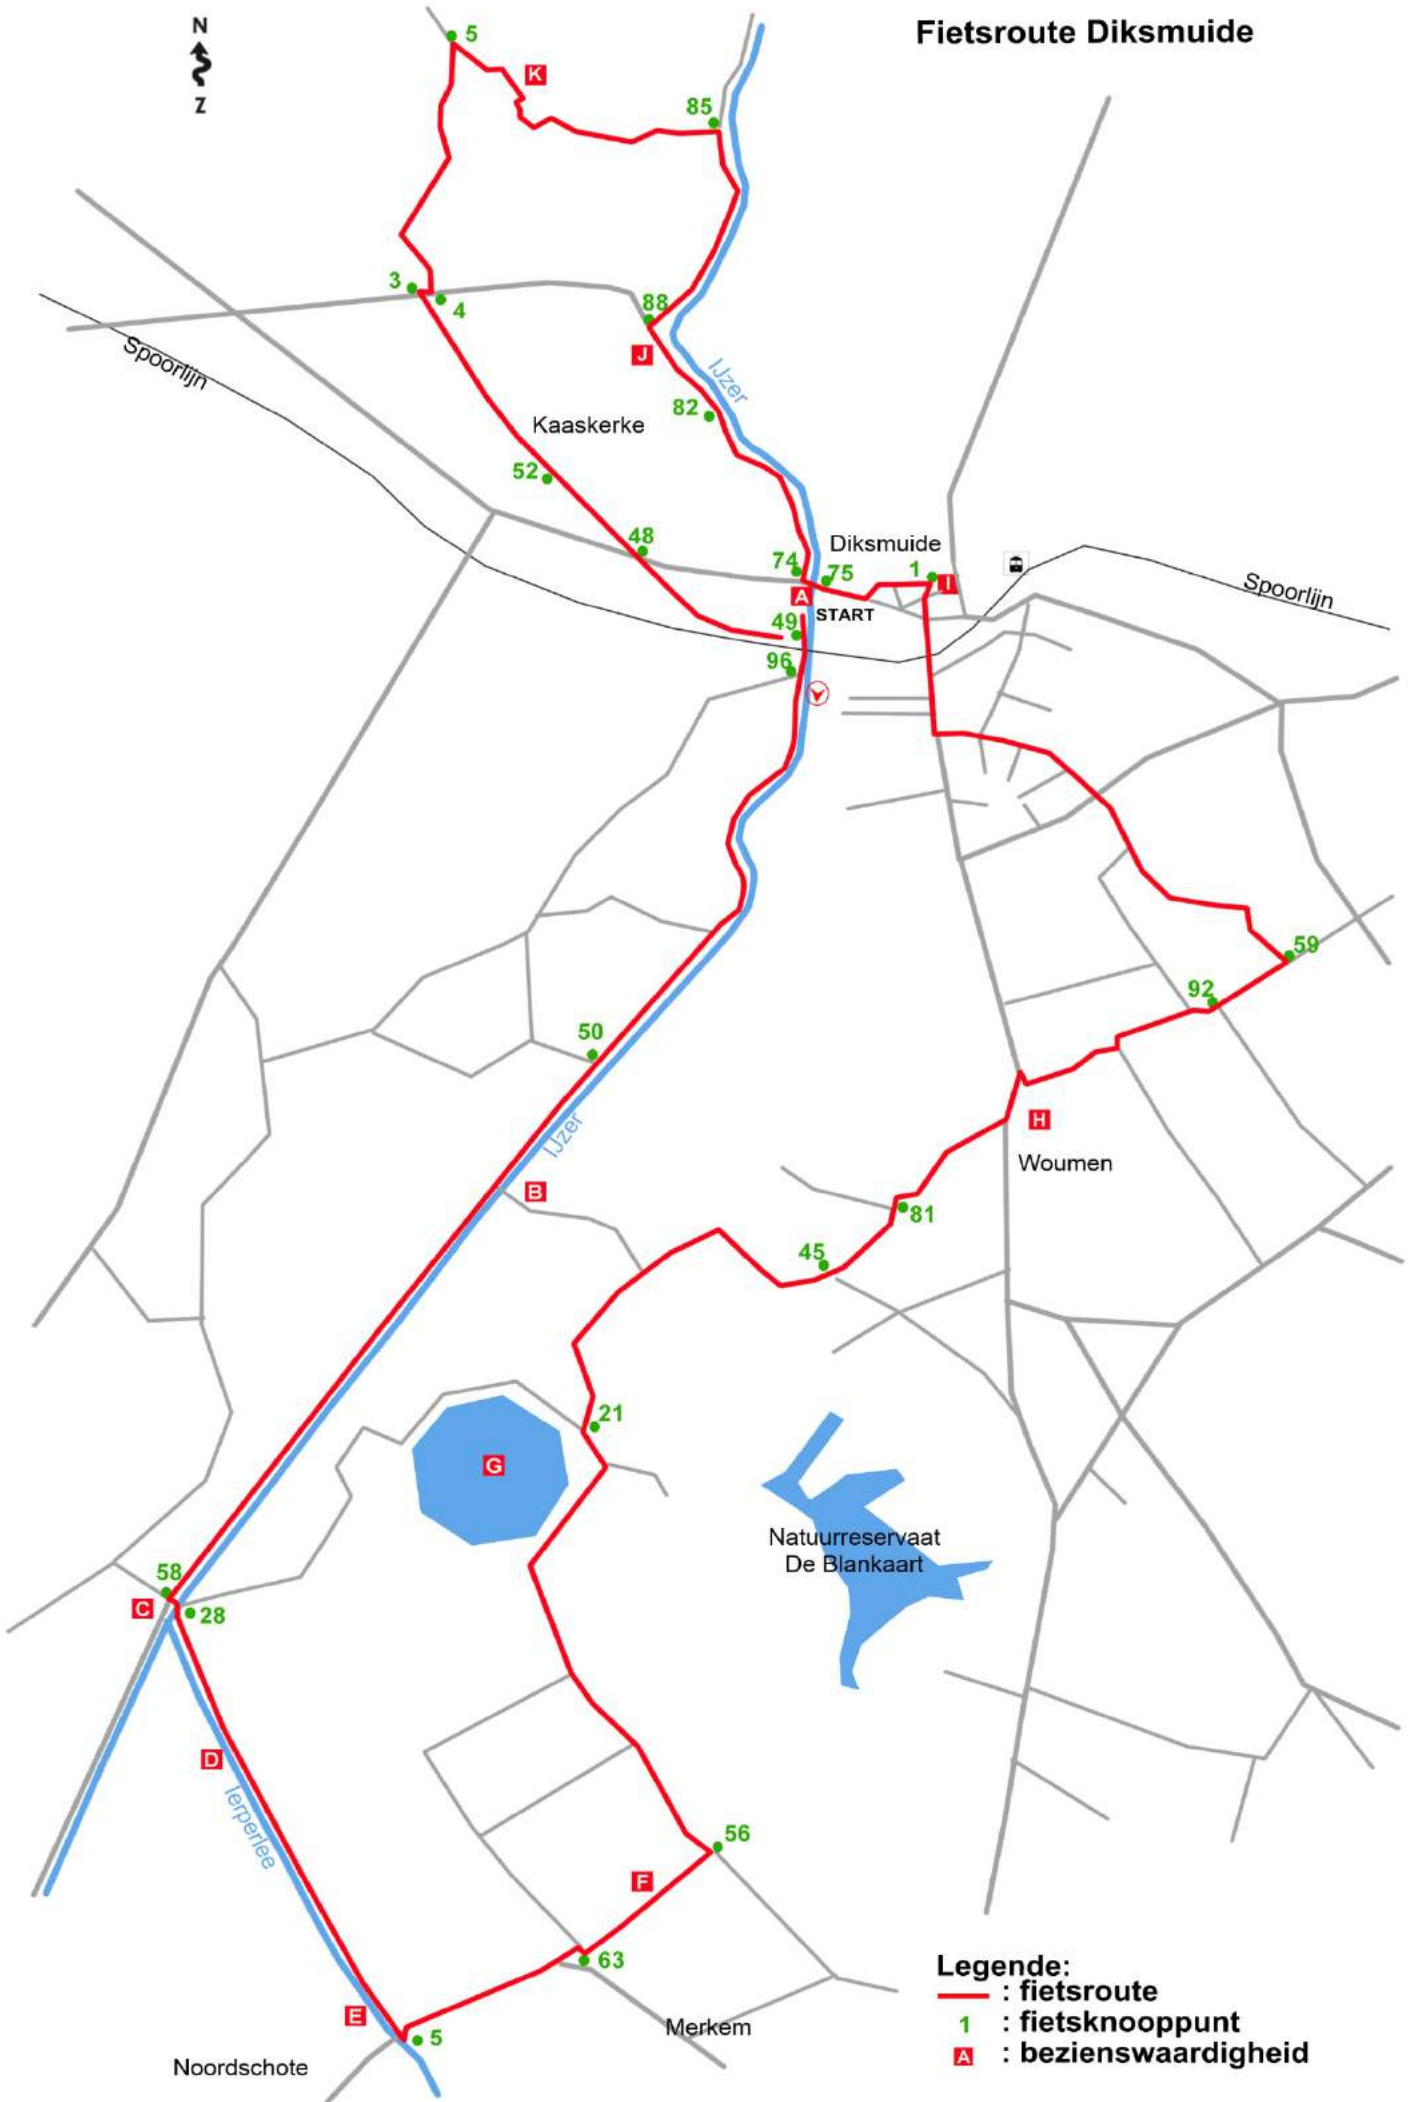 Fietsroute Diksmuide
N
Z
5
K
85
3
4
88
J
IJzer
Spoorlijn
82
Kaaskerke
52
48
Diksmuide
74
75
1
I
A
START
Spoorlijn
49
96
59
92
50
IJzer
H
Woumen
B
81
45
21
G
Natuurreservaat
De Blankaart
58
C
28
D
Ieperlee
56
F
63
E
5
Merkem
Noordschote
Legende:
: fietsroute
1 : fietsknooppunt
A : bezienswaardigheid